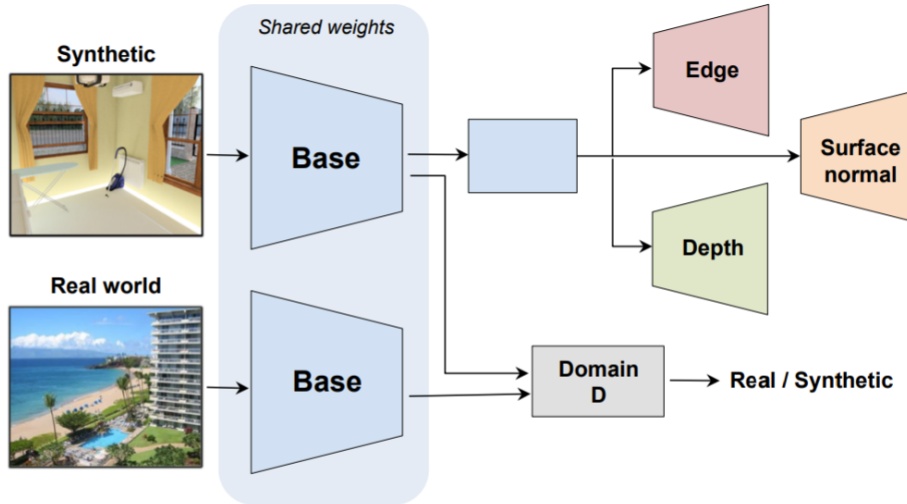 Shared weights
Synthetic
Base
Edge
Surface
normal
Depth
Real world
Base
Domain
D
Real / Synthetic